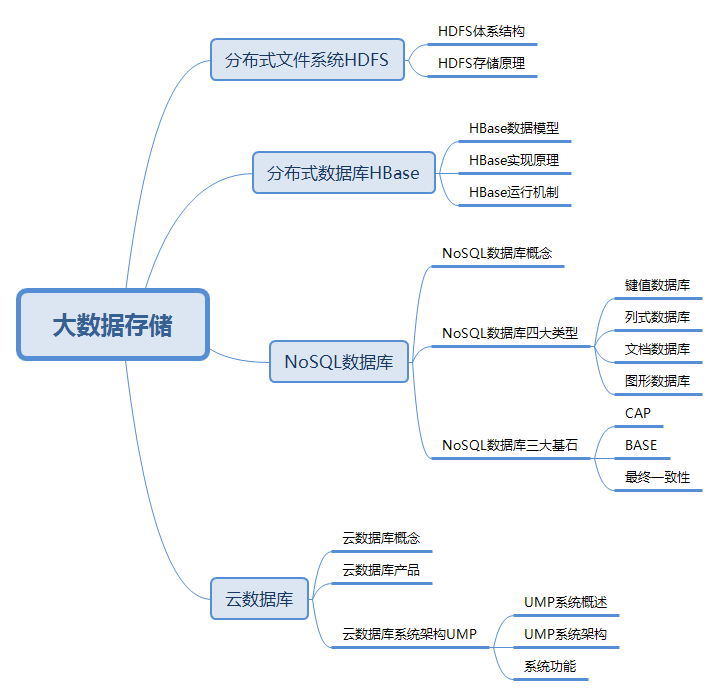 大数据存储
分布式文件系统HDFS
HDFS体系结构
HDFS存储原理
分布式数据库HBase
HBase数据模型
HBase实现原理
HBase运行机制
NoSQL数据库
NoSQL数据库概念
NoSQL数据库四大类型
键值数据库
列式数据库
文档数据库
图形数据库
NoSQL数据库三大基石
CAP
BASE
最终一致性
云数据库
云数据库概念
云数据库产品
云数据库系统架构UMP
UMP系统概述
UMP系统架构
系统功能